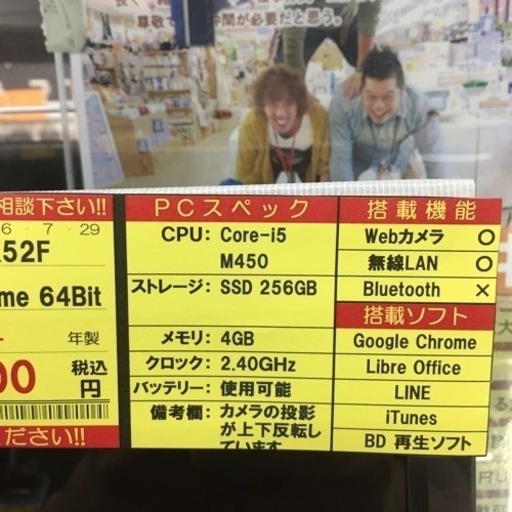 相談下さい!!
6・7・29
52F
me 64Bit
年製
00
税込
円
ださい!!
PCスペック
CPU: Core-i5
M450
ストレージ: SSD 256GB
メモリ: 4GB
クロック: 2.40GHz
バッテリー: 使用可能
備考欄: カメラの投影
が上下反転し
ています
搭載機能
Webカメラ ○
無線LAN ○
Bluetooth ×
搭載ソフト
Google Chrome
Libre Office
LINE
iTunes
BD 再生ソフト